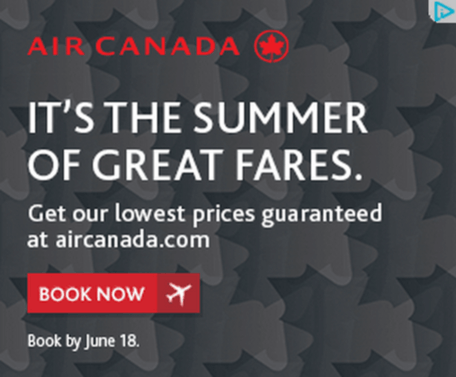 AIR CANADA
IT'S THE SUMMER
OF GREAT FARES.
Get our lowest prices guaranteed
at aircanada.com
BOOK NOW
Book by June 18.